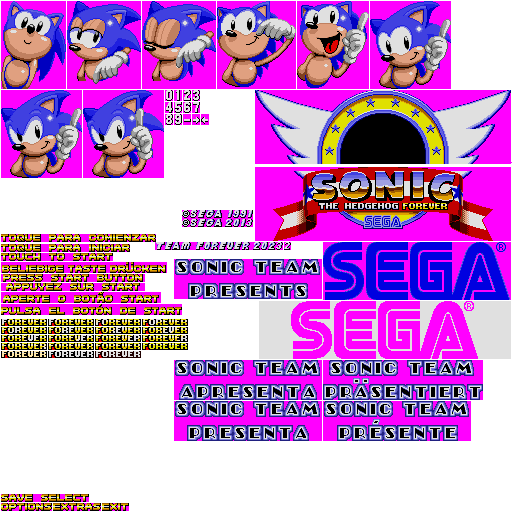 0123
4567
89-→←
©SEGA 1991
©SEGA 2013
TEAM FOREVER 20232
SONIC
THE HEDGEHOG FOREVER
SEGA
TOQUE PARA COMENZAR
TOQUE PARA INICIAR
TOUCH TO START
BELIEBIGE TASTE DRÜCKEN
PRESS START BUTTON
APPUYEZ SUR START
APERTE O BOTÃO START
PULSA EL BOTÓN DE START
FOREVER FOREVER FOREVER FOREVER
FOREVER FOREVER FOREVER FOREVER
FOREVER FOREVER FOREVER FOREVER
FOREVER FOREVER FOREVER FOREVER
FOREVER FOREVER FOREVER
SONIC TEAM
PRESENTS
SEGA®
SEGA®
SONIC TEAM
APRESENTA
SONIC TEAM
PRÄSENTIERT
SONIC TEAM
PRESENTA
SONIC TEAM
PRÉSENTE
SAVE SELECT
OPTIONS EXTRAS EXIT